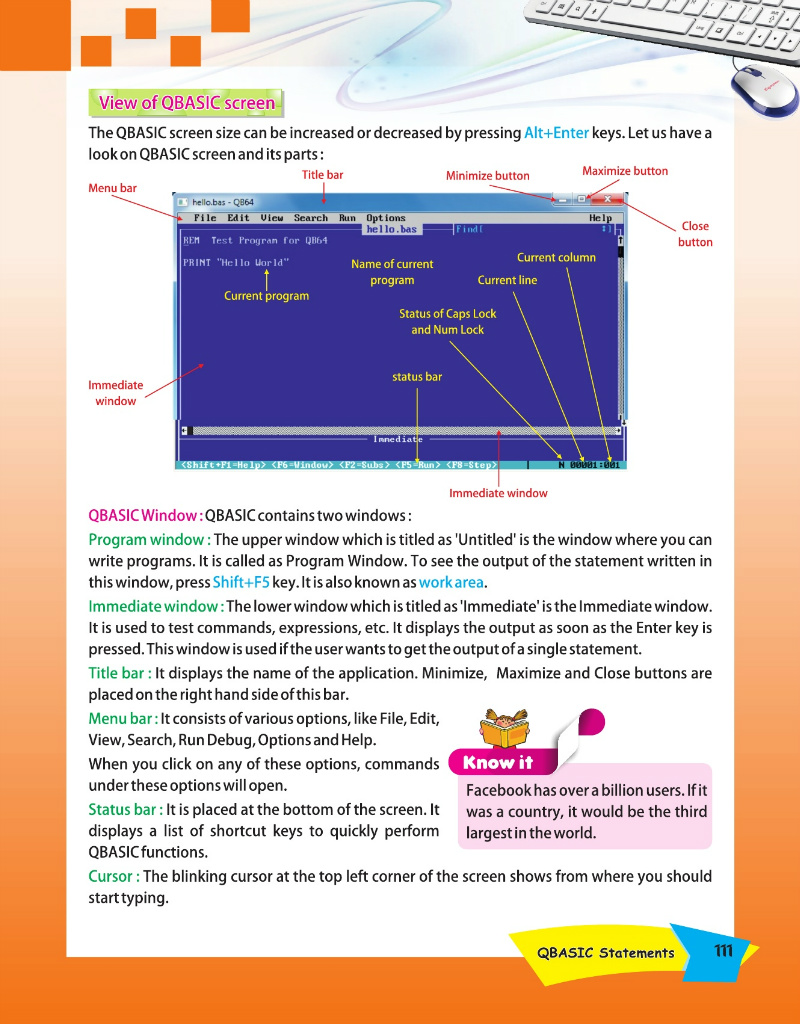 View of QBASIC screen
The QBASIC screen size can be increased or decreased by pressing Alt+Enter keys. Let us have a
look on QBASIC screen and its parts :
Title bar
Minimize button
Maximize button
Menu bar
hello.bas - QB64
File Edit View Search Run Options Help
hello.bas
Find[
Close
button
REM Test Program for QB64
PRINT "Hello World"
Name of current
program
Current column
Current line
Current program
Status of Caps Lock
and Num Lock
status bar
Immediate
window
Immediate
<Shift+F1=Help> <F6=Window> <F2=Subs> <F5=Run> <F8=Step>
N 00001:001
Immediate window
QBASIC Window : QBASIC contains two windows :
Program window : The upper window which is titled as 'Untitled' is the window where you can
write programs. It is called as Program Window. To see the output of the statement written in
this window, press Shift+F5 key. It is also known as work area.
Immediate window : The lower window which is titled as 'Immediate' is the Immediate window.
It is used to test commands, expressions, etc. It displays the output as soon as the Enter key is
pressed. This window is used if the user wants to get the output of a single statement.
Title bar : It displays the name of the application. Minimize, Maximize and Close buttons are
placed on the right hand side of this bar.
Menu bar : It consists of various options, like File, Edit,
View, Search, Run Debug, Options and Help.
When you click on any of these options, commands
under these options will open.
Status bar : It is placed at the bottom of the screen. It
displays a list of shortcut keys to quickly perform
QBASIC functions.
Know it
Facebook has over a billion users. If it
was a country, it would be the third
largest in the world.
Cursor : The blinking cursor at the top left corner of the screen shows from where you should
start typing.
QBASIC Statements
111